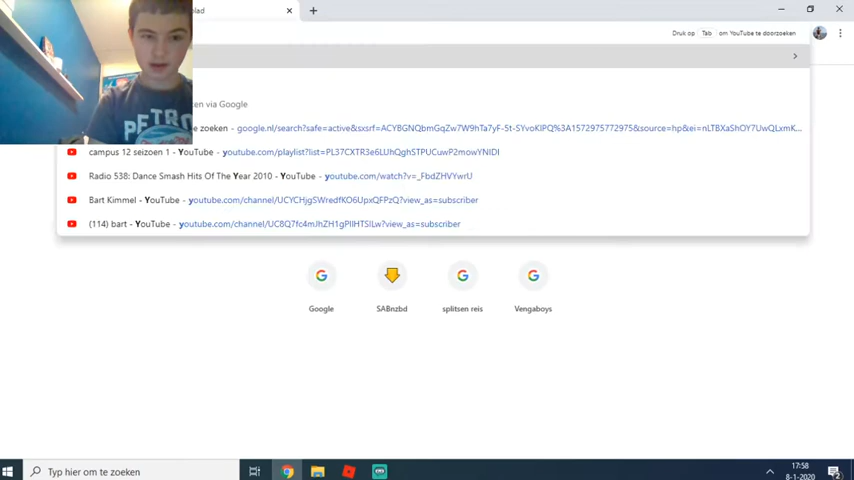 blad
Druk op Tab om YouTube te doorzoeken
ken via Google
e zoeken - google.nl/search?safe=active&sxsrf=ACYBGNQbmGqZw7W9hTa7yF-5t-SYvoKIPQ%3A1572975772975&source=hp&ei=nLTBXaShOY7UwQLxmK...
campus 12 seizoen 1 - YouTube - youtube.com/playlist?list=PL37CXTR3e6LUhQghSTPUCuwP2mowYNIDI
Radio 538: Dance Smash Hits Of The Year 2010 - YouTube - youtube.com/watch?v=_FbdZHVYwrU
Bart Kimmel - YouTube - youtube.com/channel/UCYCHjgSWredfKO6UpxQFPzQ?view_as=subscriber
(114) bart - YouTube - youtube.com/channel/UC8Q7fc4mJhZH1gPIIHTSILw?view_as=subscriber
Google
SABnzbd
splitsen reis
Vengaboys
PETRO
Typ hier om te zoeken
17:58
8-1-2020
2